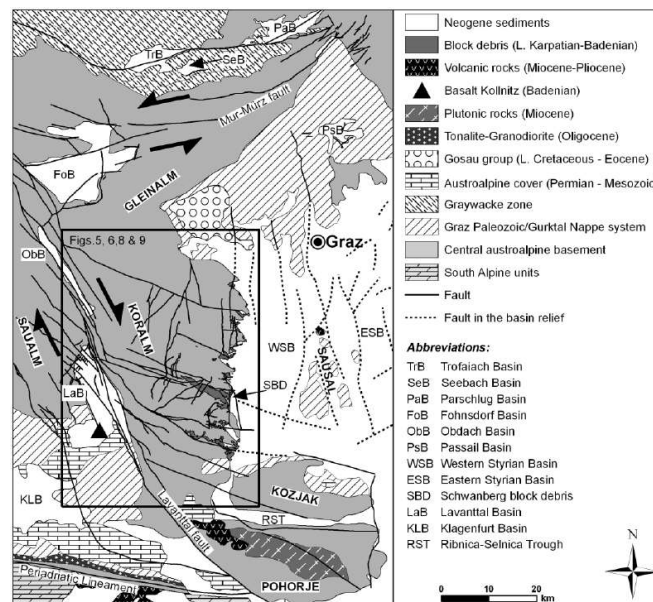 PaB
TrB
SeB
Mur-Mürz fault
PsB
FoB
GLEINALM
Figs.5, 6,8 & 9
Graz
ObB
KORALM
SAUALM
WSB
SAUSAL
ESB
SBD
LaB
KLB
KOZJAK
Lavanttal fault
RST
Periadriatic Lineament
POHORJE
Neogene sediments
Block debris (L. Karpatian-Badenian)
Volcanic rocks (Miocene-Pliocene)
Basalt Kollnitz (Badenian)
Plutonic rocks (Miocene)
Tonalite-Granodiorite (Oligocene)
Gosau group (L. Cretaceous - Eocene)
Austroalpine cover (Permian - Mesozoic)
Graywacke zone
Graz Paleozoic/Gurktal Nappe system
Central austroalpine basement
South Alpine units
Fault
Fault in the basin relief
Abbreviations:
TrB Trofaiach Basin
SeB Seebach Basin
PaB Parschlug Basin
FoB Fohnsdorf Basin
ObB Obdach Basin
PsB Passail Basin
WSB Western Styrian Basin
ESB Eastern Styrian Basin
SBD Schwanberg block debris
LaB Lavanttal Basin
KLB Klagenfurt Basin
RST Ribnica-Selnica Trough
N
0 10 20
km